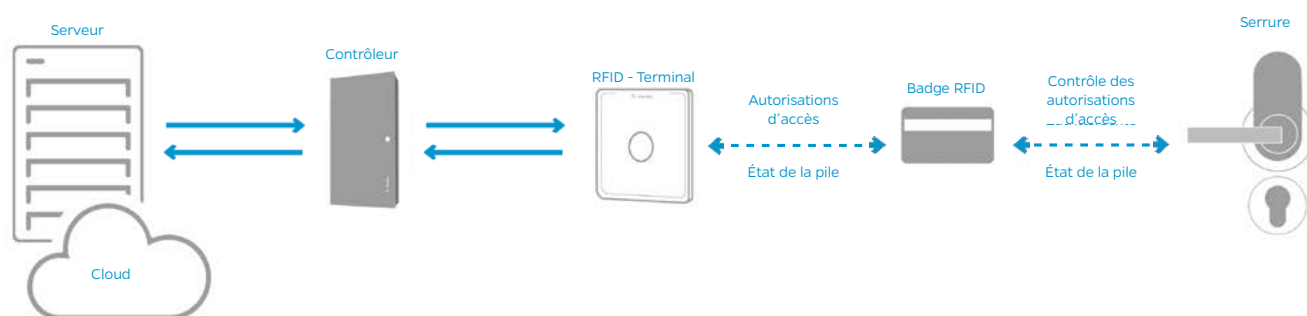 Serveur
Cloud
Contrôleur
RFID - Terminal
Autorisations
d'accès
État de la pile
Badge RFID
Contrôle des
autorisations
d'accès
État de la pile
Serrure